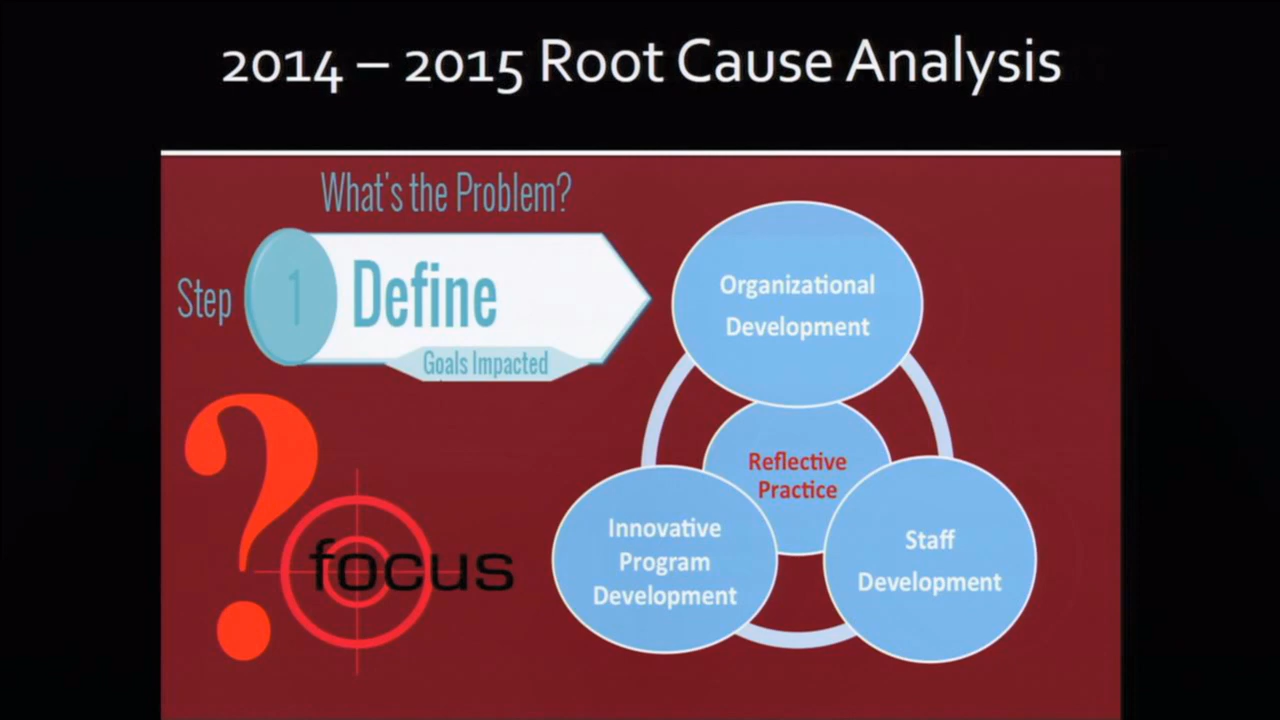 2014 – 2015 Root Cause Analysis
What's the Problem?
Step 1 Define
Goals Impacted
focus
Organizational
Development
Reflective
Practice
Innovative
Program
Development
Staff
Development